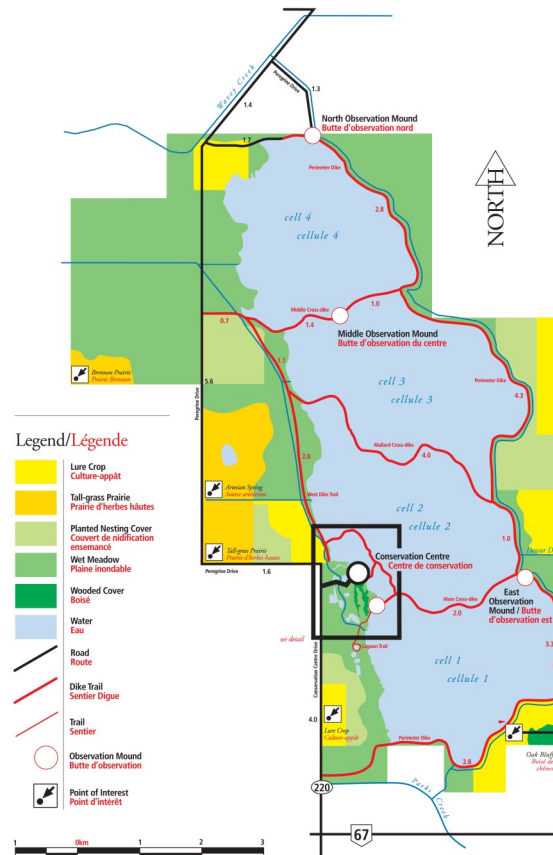 Wavey Creek
1.4
Peregrine Drive
1.3
North Observation Mound
Butte d'observation nord
1.7
Perimeter Dike
NORTH
2.8
cell 4
cellule 4
Middle Cross-dike
1.0
0.7
1.4
Middle Observation Mound
Butte d'observation du centre
1.1
Brennan Prairie
Prairie Brennan
5.6
Peregrine Drive
cell 3
cellule 3
Perimeter Dike
4.3
Legend/Légende
Lure Crop
Culture-appât
Tall-grass Prairie
Prairie d'herbes hâutes
Planted Nesting Cover
Couvert de nidification
ensemancé
Wet Meadow
Plaine inondable
Wooded Cover
Boisé
Water
Eau
Road
Route
Dike Trail
Sentier Digue
Trail
Sentier
Observation Mound
Butte d'observation
Point of Interest
Point d'intérêt
1 0km 1 2 3
Mallard Cross-dike
4.0
2.0
Artesian Spring
West Dike Trail
cell 2
cellule 2
1.0
Tall-grass Prairie
Prairie d'herbes hautes
Peregrine Drive
1.6
Conservation Centre
Centre de conservation
Main Cross-dike
2.0
East
Observation
Mound / Butte
d'observation est
see detail
Lagoon Trail
Conservation Centre Drive
cell 1
cellule 1
3.3
4.0
Lure Crop
Culture-appât
Perimeter Dike
2.8
Oak Bluff
220
Parks Creek
67